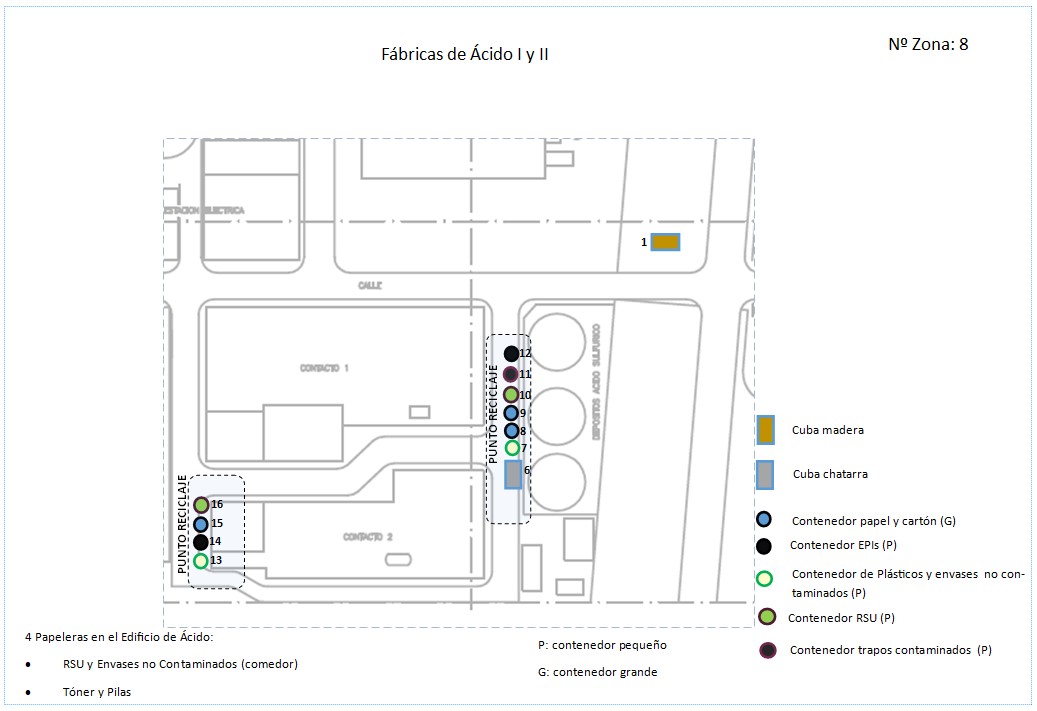 Nº Zona: 8
Fábricas de Ácido I y II
ESTACION ELECTRICA
1
CALLE
CONTACTO 1
PUNTO RECICLAJE
12
11
10
9
8
7
6
DEPOSITOS ACIDO SULFURICO
PUNTO RECICLAJE
16
15
14
13
CONTACTO 2
Cuba madera
Cuba chatarra
Contenedor papel y cartón (G)
Contenedor EPIs (P)
Contenedor de Plásticos y envases no con-
taminados (P)
Contenedor RSU (P)
Contenedor trapos contaminados (P)
4 Papeleras en el Edificio de Ácido:
• RSU y Envases no Contaminados (comedor)
• Tóner y Pilas
P: contenedor pequeño
G: contenedor grande